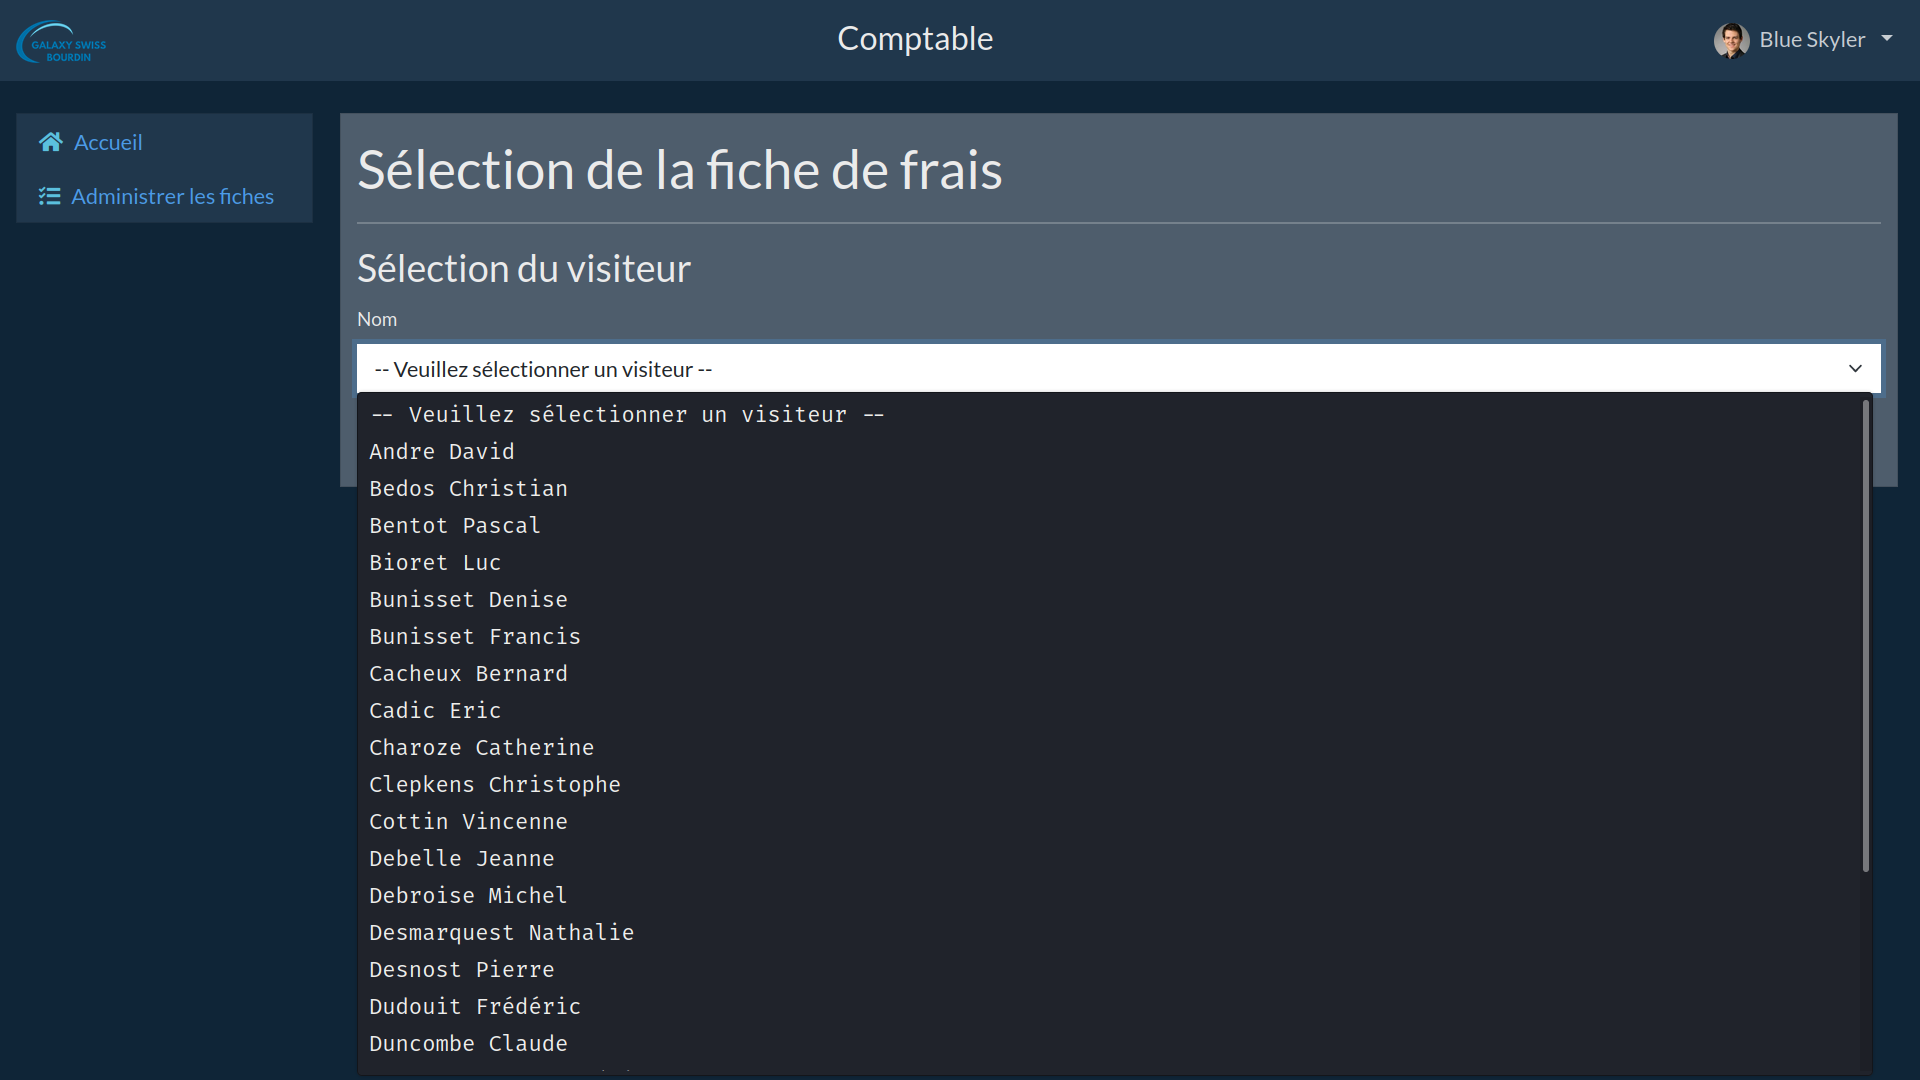 GALAXY SWISS
BOURDIN
Comptable
Blue Skyler
Accueil
Administrer les fiches
Sélection de la fiche de frais
Sélection du visiteur
Nom
-- Veuillez sélectionner un visiteur --
-- Veuillez sélectionner un visiteur --
Andre David
Bedos Christian
Bentot Pascal
Bioret Luc
Bunisset Denise
Bunisset Francis
Cacheux Bernard
Cadic Eric
Charoze Catherine
Clepkens Christophe
Cottin Vincenne
Debelle Jeanne
Debroise Michel
Desmarquest Nathalie
Desnost Pierre
Dudouit Frédéric
Duncombe Claude